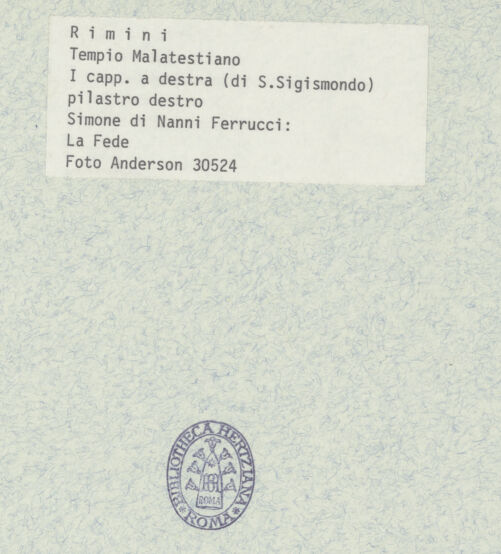 Rimini
Tempio Malatestiano
I capp. a destra (di S.Sigismondo)
pilastro destro
Simone di Nanni Ferrucci:
La Fede
Foto Anderson 30524
BIBLIOTHECA HERTZIANA
ROMA
* ROMA *